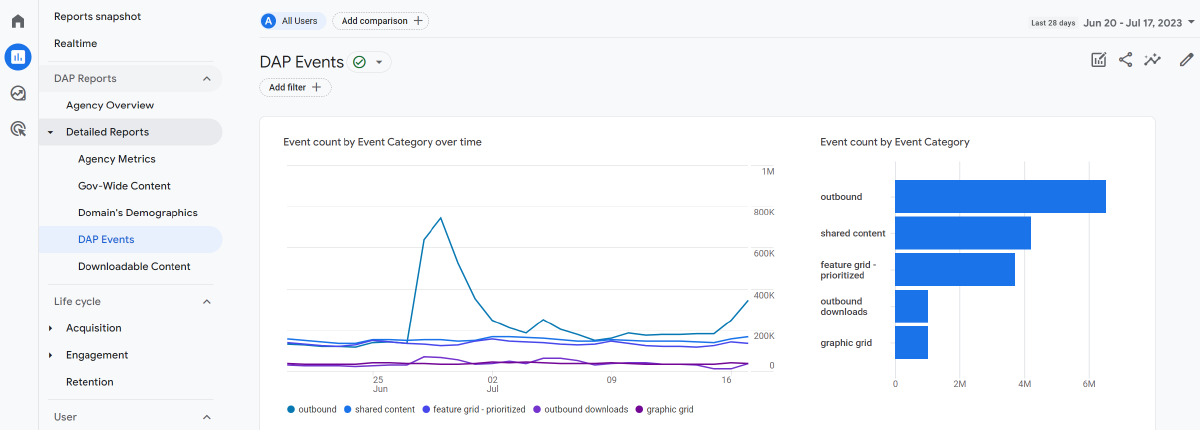 Reports snapshot
Realtime
DAP Reports
Agency Overview
Detailed Reports
Agency Metrics
Gov-Wide Content
Domain's Demographics
DAP Events
Downloadable Content
Life cycle
Acquisition
Engagement
Retention
User
A All Users
Add comparison
Last 28 days Jun 20 - Jul 17, 2023
DAP Events
Add filter
Event count by Event Category over time
1M
800K
600K
400K
200K
0
25
Jun
02
Jul
09
16
outbound
shared content
feature grid - prioritized
outbound downloads
graphic grid
Event count by Event Category
outbound
shared content
feature grid -
prioritized
outbound
downloads
graphic grid
0
2M
4M
6M